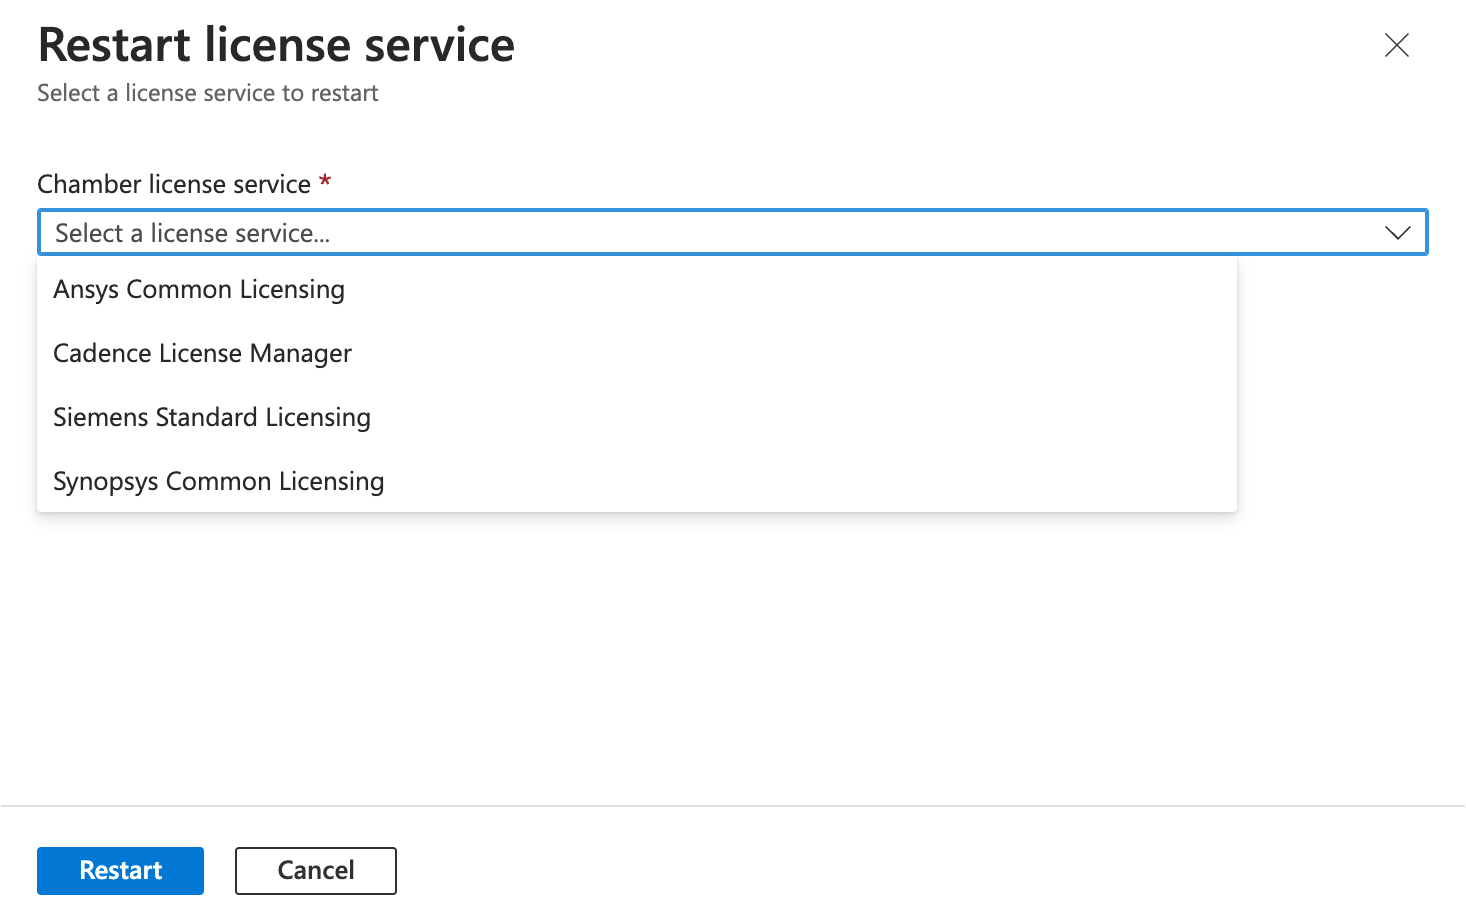 Restart license service
Select a license service to restart
Chamber license service *
Select a license service...
Ansys Common Licensing
Cadence License Manager
Siemens Standard Licensing
Synopsys Common Licensing
Restart
Cancel